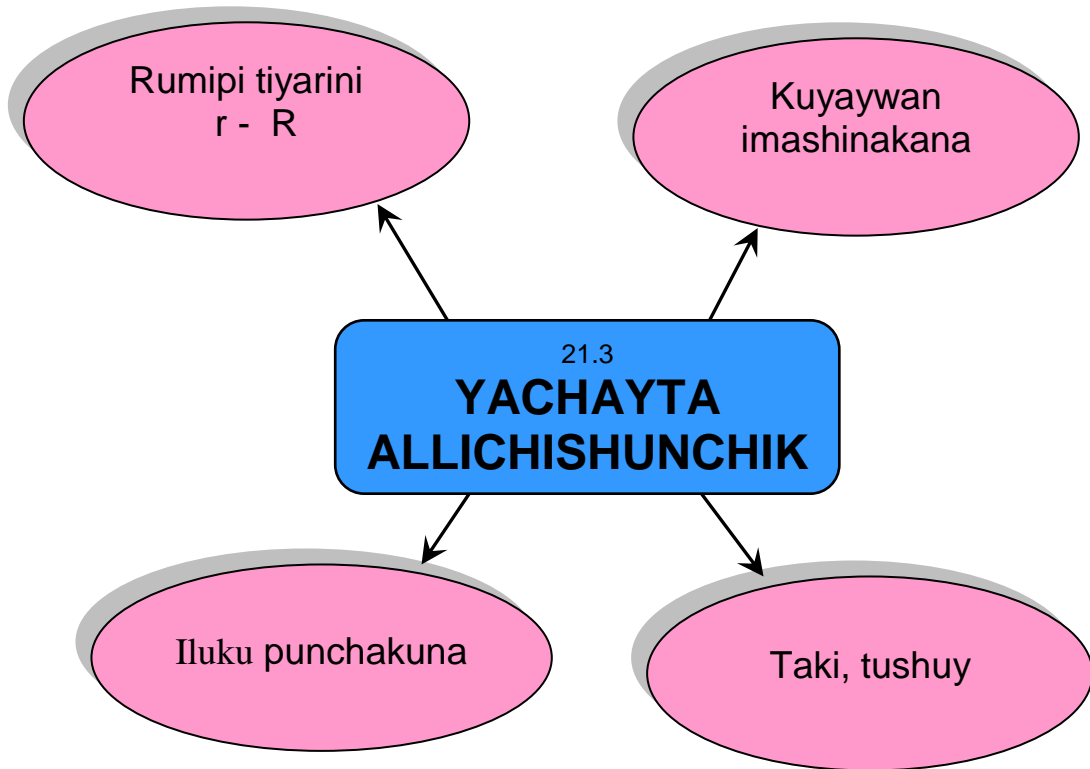 Rumipi tiyarini
r - R
Kuyaywan
imashinakana
21.3
YACHAYTA
ALLICHISHUNCHIK
Iluku punchakuna
Taki, tushuy